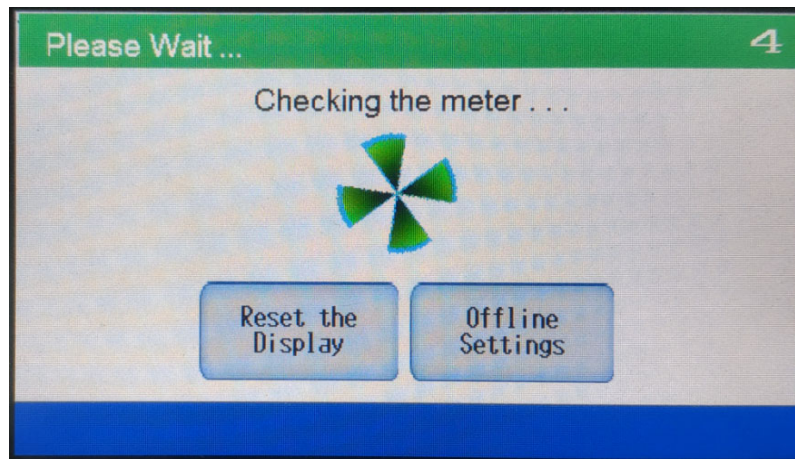 Please Wait ...
4
Checking the meter . . .
Reset the
Display
Offline
Settings